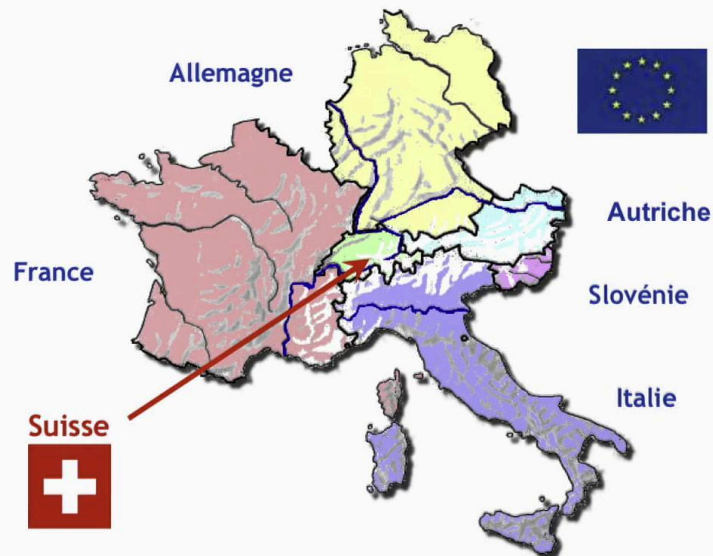 Allemagne
Autriche
France
Slovénie
Italie
Suisse